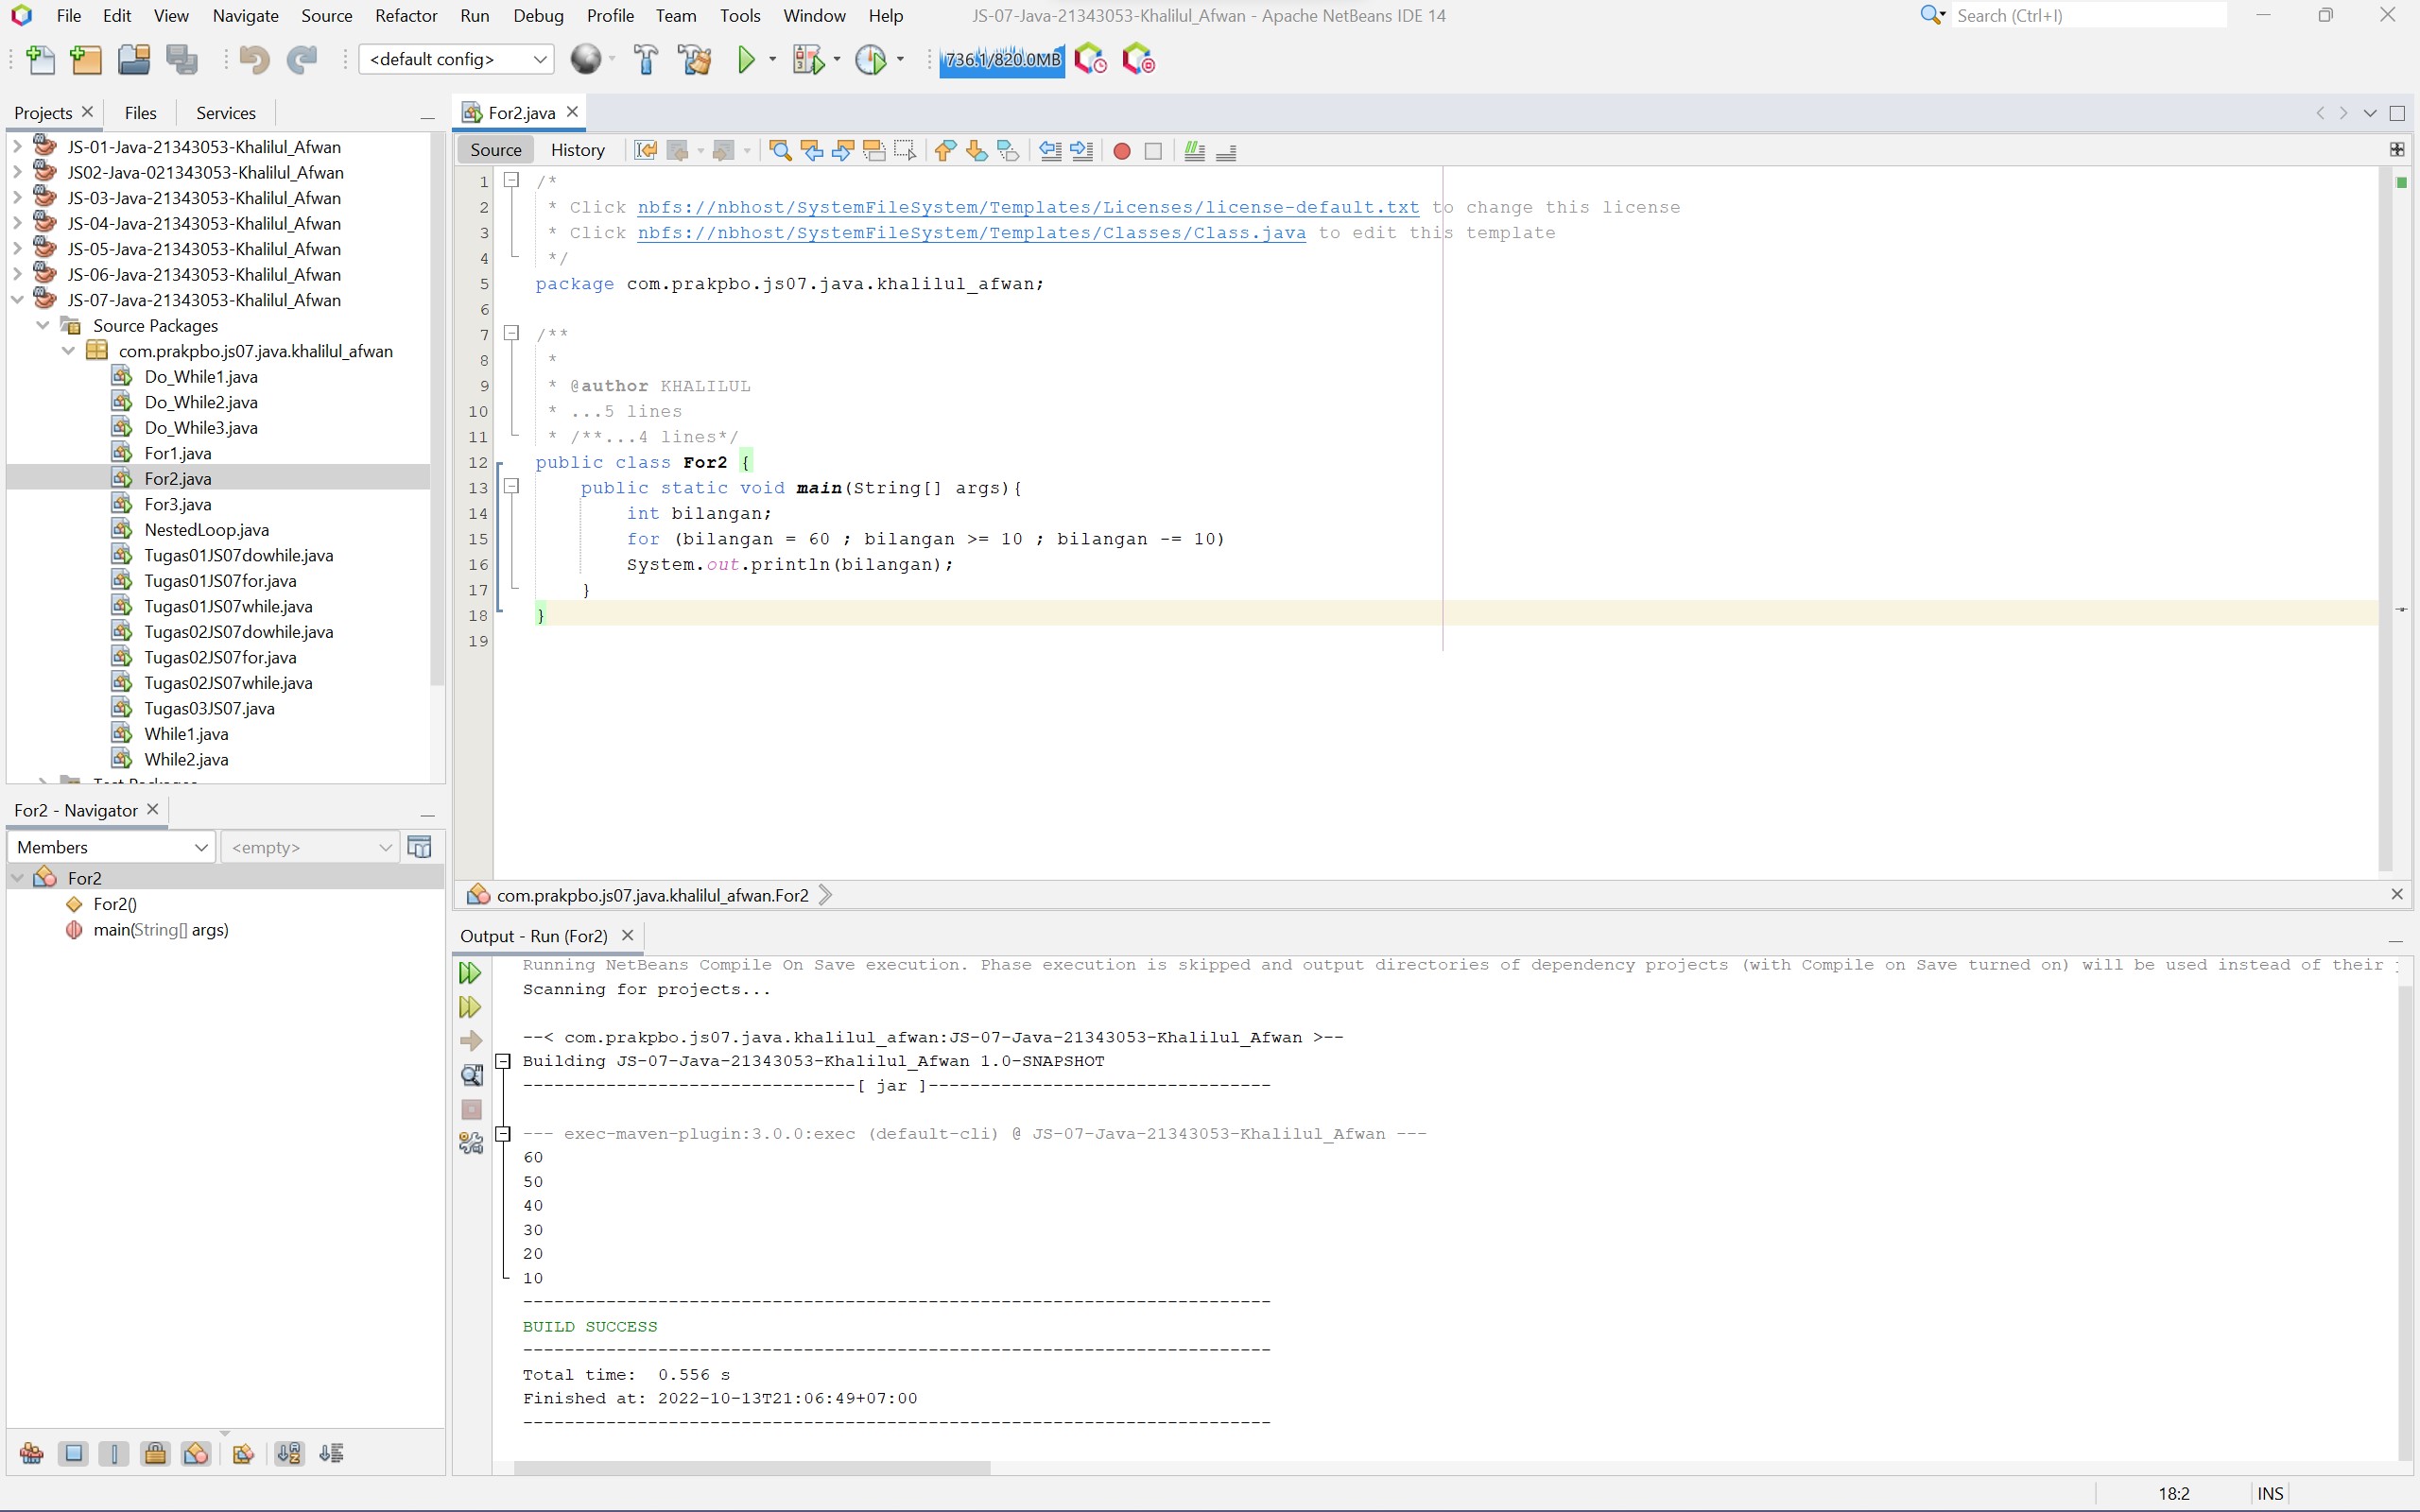 File Edit View Navigate Source Refactor Run Debug Profile Team Tools Window Help
JS-07-Java-21343053-Khalilul_Afwan - Apache NetBeans IDE 14
Search (Ctrl+I)
<default config>
736.1/820.0MB
Projects Files Services
JS-01-Java-21343053-Khalilul_Afwan
JS02-Java-021343053-Khalilul_Afwan
JS-03-Java-21343053-Khalilul_Afwan
JS-04-Java-21343053-Khalilul_Afwan
JS-05-Java-21343053-Khalilul_Afwan
JS-06-Java-21343053-Khalilul_Afwan
JS-07-Java-21343053-Khalilul_Afwan
Source Packages
com.prakpbo.js07.java.khalilul_afwan
Do_While1.java
Do_While2.java
Do_While3.java
For1.java
For2.java
For3.java
NestedLoop.java
Tugas01JS07dowhile.java
Tugas01JS07for.java
Tugas01JS07while.java
Tugas02JS07dowhile.java
Tugas02JS07for.java
Tugas02JS07while.java
Tugas03JS07.java
While1.java
While2.java
For2 - Navigator
Members <empty>
For2
For2()
main(String[] args)
For2.java
Source History
1 /*
2 * Click nbfs://nbhost/SystemFileSystem/Templates/Licenses/license-default.txt to change this license
3 * Click nbfs://nbhost/SystemFileSystem/Templates/Classes/Class.java to edit this template
4 */
5 package com.prakpbo.js07.java.khalilul_afwan;
6
7 /**
8 *
9 * @author KHALILUL
10 * ...5 lines
11 * /**...4 lines*/
12 public class For2 {
13 public static void main(String[] args){
14 int bilangan;
15 for (bilangan = 60 ; bilangan >= 10 ; bilangan -= 10)
16 System.out.println(bilangan);
17 }
18 }
19
com.prakpbo.js07.java.khalilul_afwan.For2
Output - Run (For2)
Running NetBeans Compile On Save execution. Phase execution is skipped and output directories of dependency projects (with Compile on Save turned on) will be used instead of their
Scanning for projects...
--< com.prakpbo.js07.java.khalilul_afwan:JS-07-Java-21343053-Khalilul_Afwan >--
Building JS-07-Java-21343053-Khalilul_Afwan 1.0-SNAPSHOT
--------------------------------[ jar ]---------------------------------
--- exec-maven-plugin:3.0.0:exec (default-cli) @ JS-07-Java-21343053-Khalilul_Afwan ---
60
50
40
30
20
10
------------------------------------------------------------------------
BUILD SUCCESS
------------------------------------------------------------------------
Total time:  0.556 s
Finished at: 2022-10-13T21:06:49+07:00
------------------------------------------------------------------------
18:2 INS